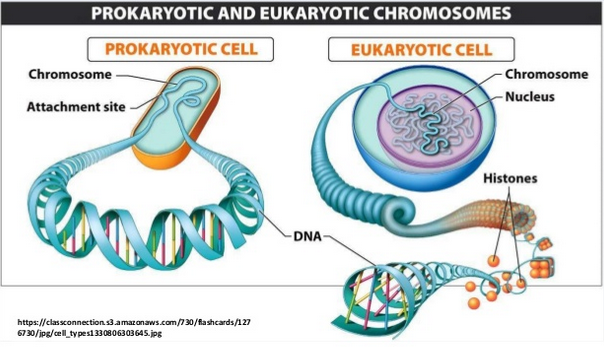 PROKARYOTIC AND EUKARYOTIC CHROMOSOMES
PROKARYOTIC CELL
EUKARYOTIC CELL
Chromosome
Attachment site
Chromosome
Nucleus
Histones
DNA
https://classconnection.s3.amazonaws.com/730/flashcards/127
6730/jpg/cell_types1330806303645.jpg